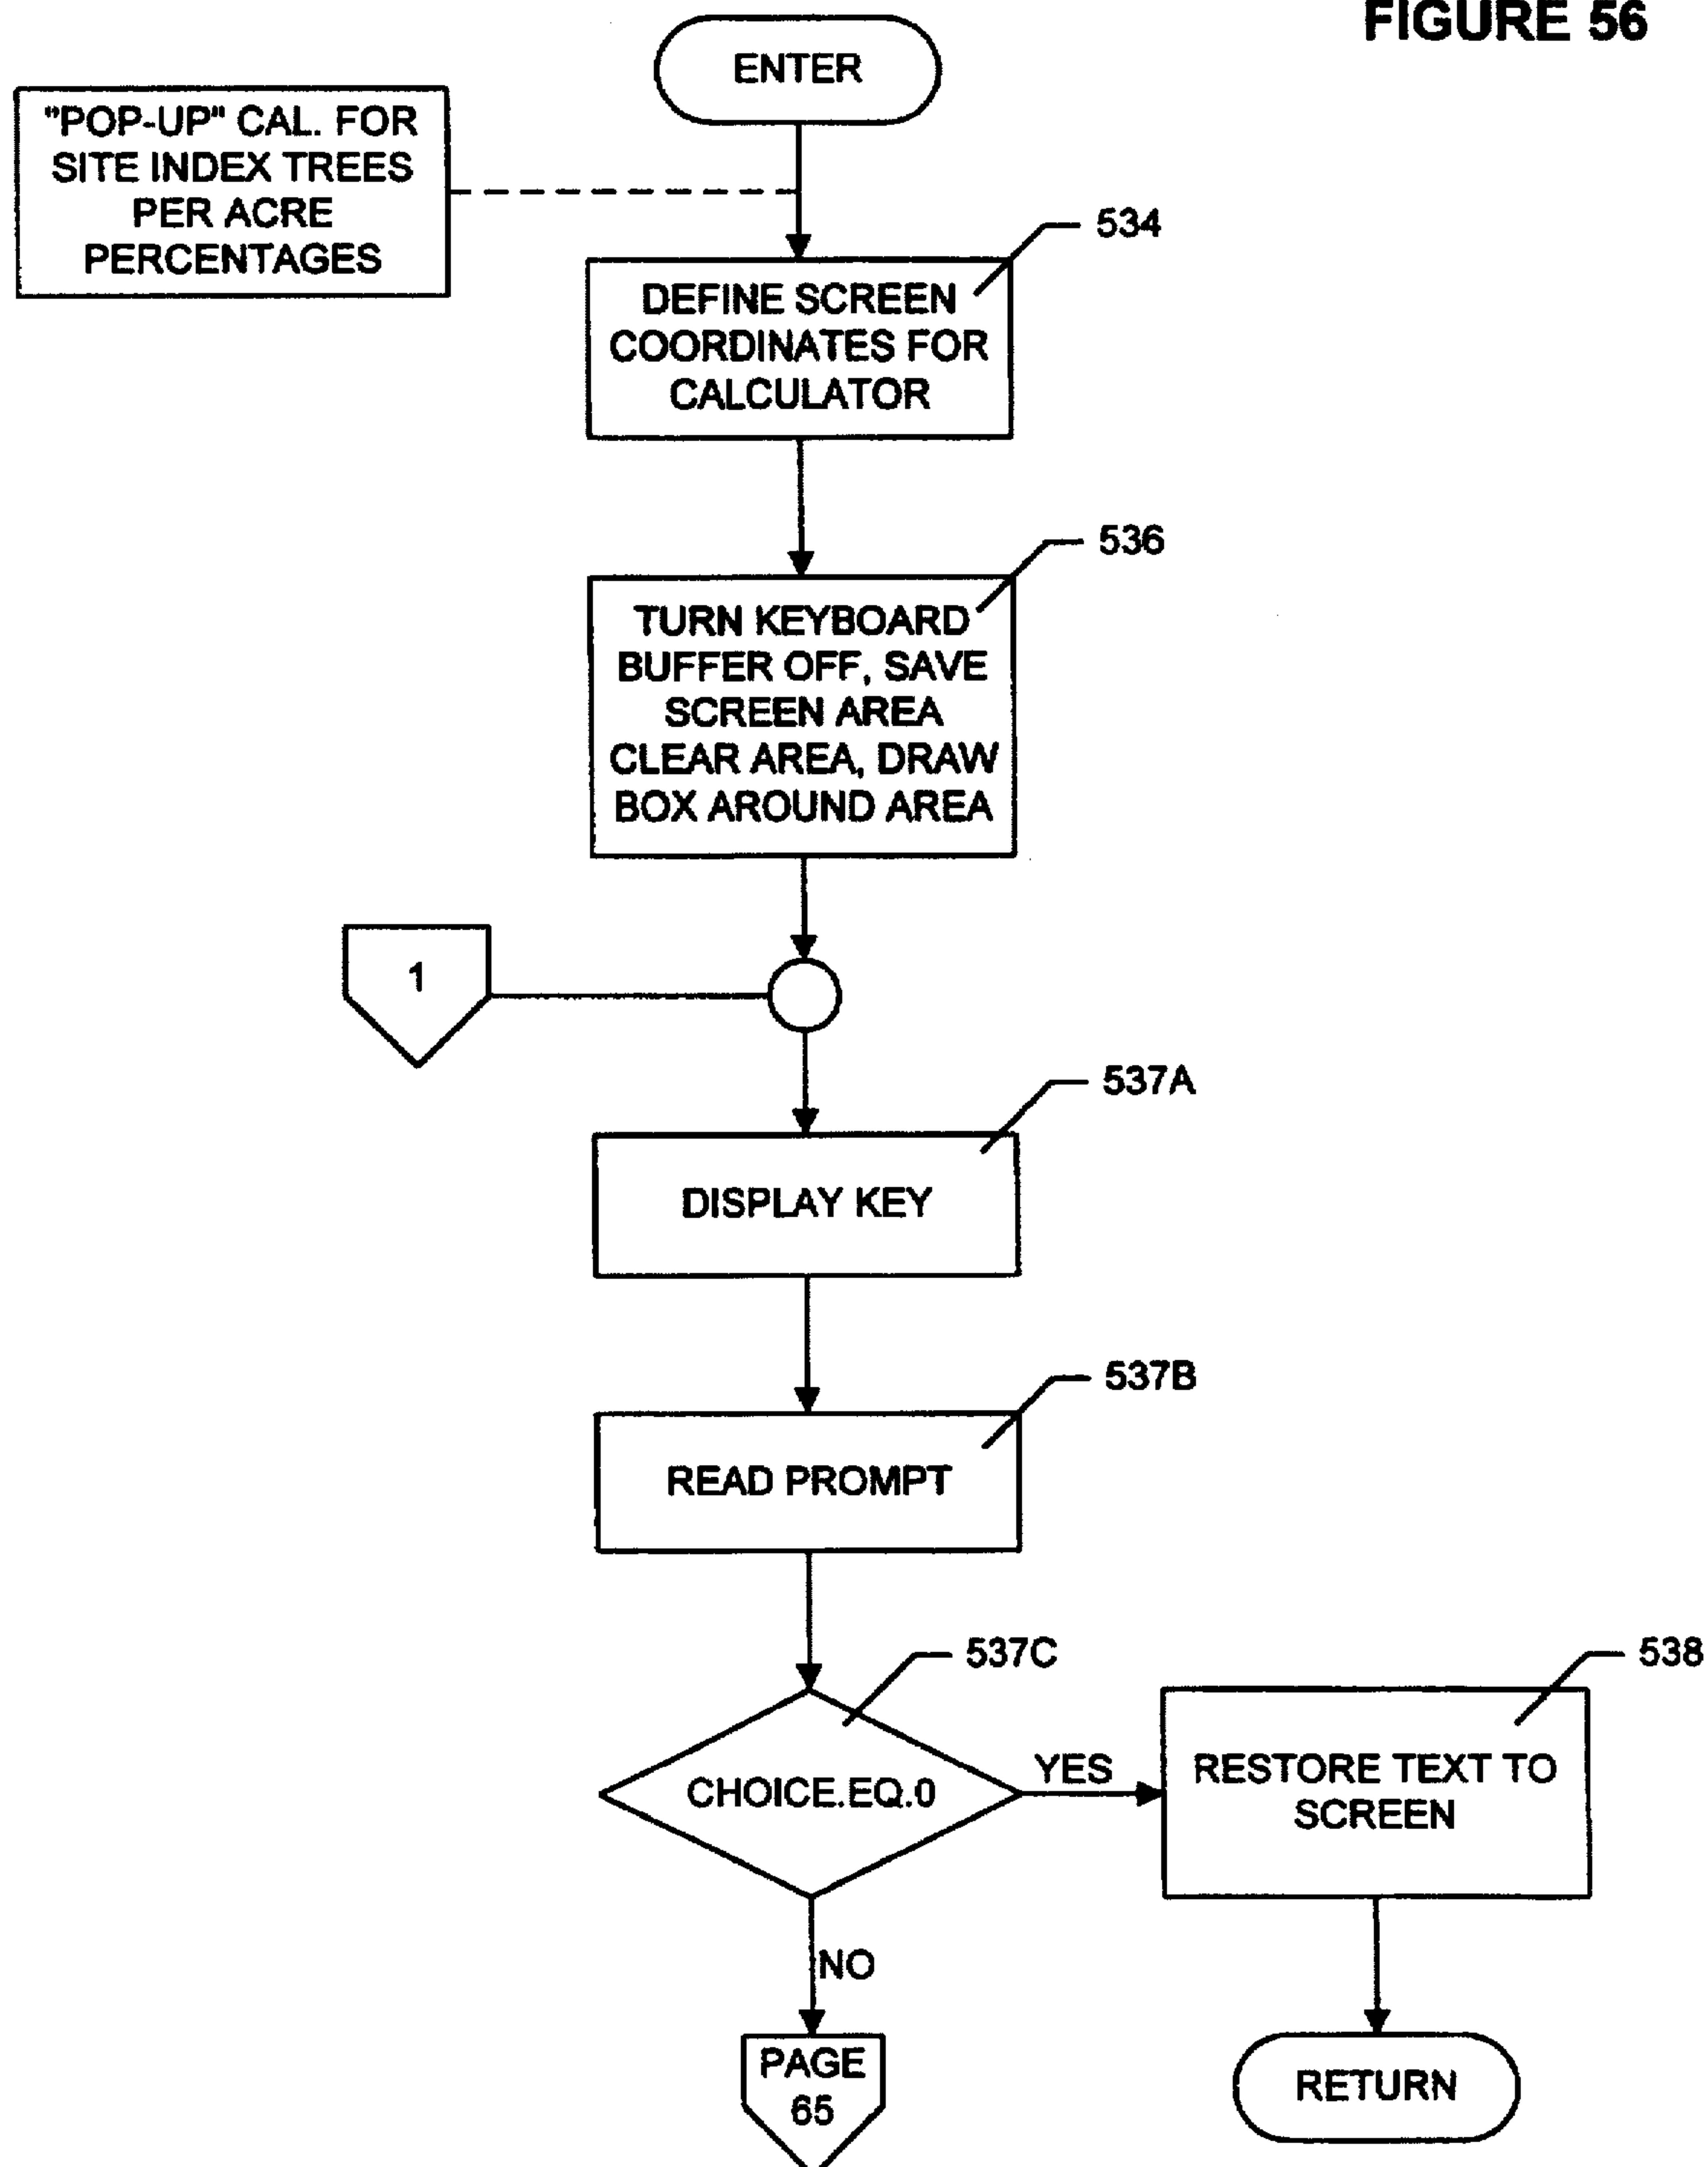 FIGURE 56
ENTER
"POP-UP" CAL. FOR
SITE INDEX TREES
PER ACRE
PERCENTAGES
534
DEFINE SCREEN
COORDINATES FOR
CALCULATOR
536
TURN KEYBOARD
BUFFER OFF, SAVE
SCREEN AREA
CLEAR AREA, DRAW
BOX AROUND AREA
1
537A
DISPLAY KEY
537B
READ PROMPT
537C
538
CHOICE.EQ.0
YES
RESTORE TEXT TO
SCREEN
NO
PAGE
65
RETURN